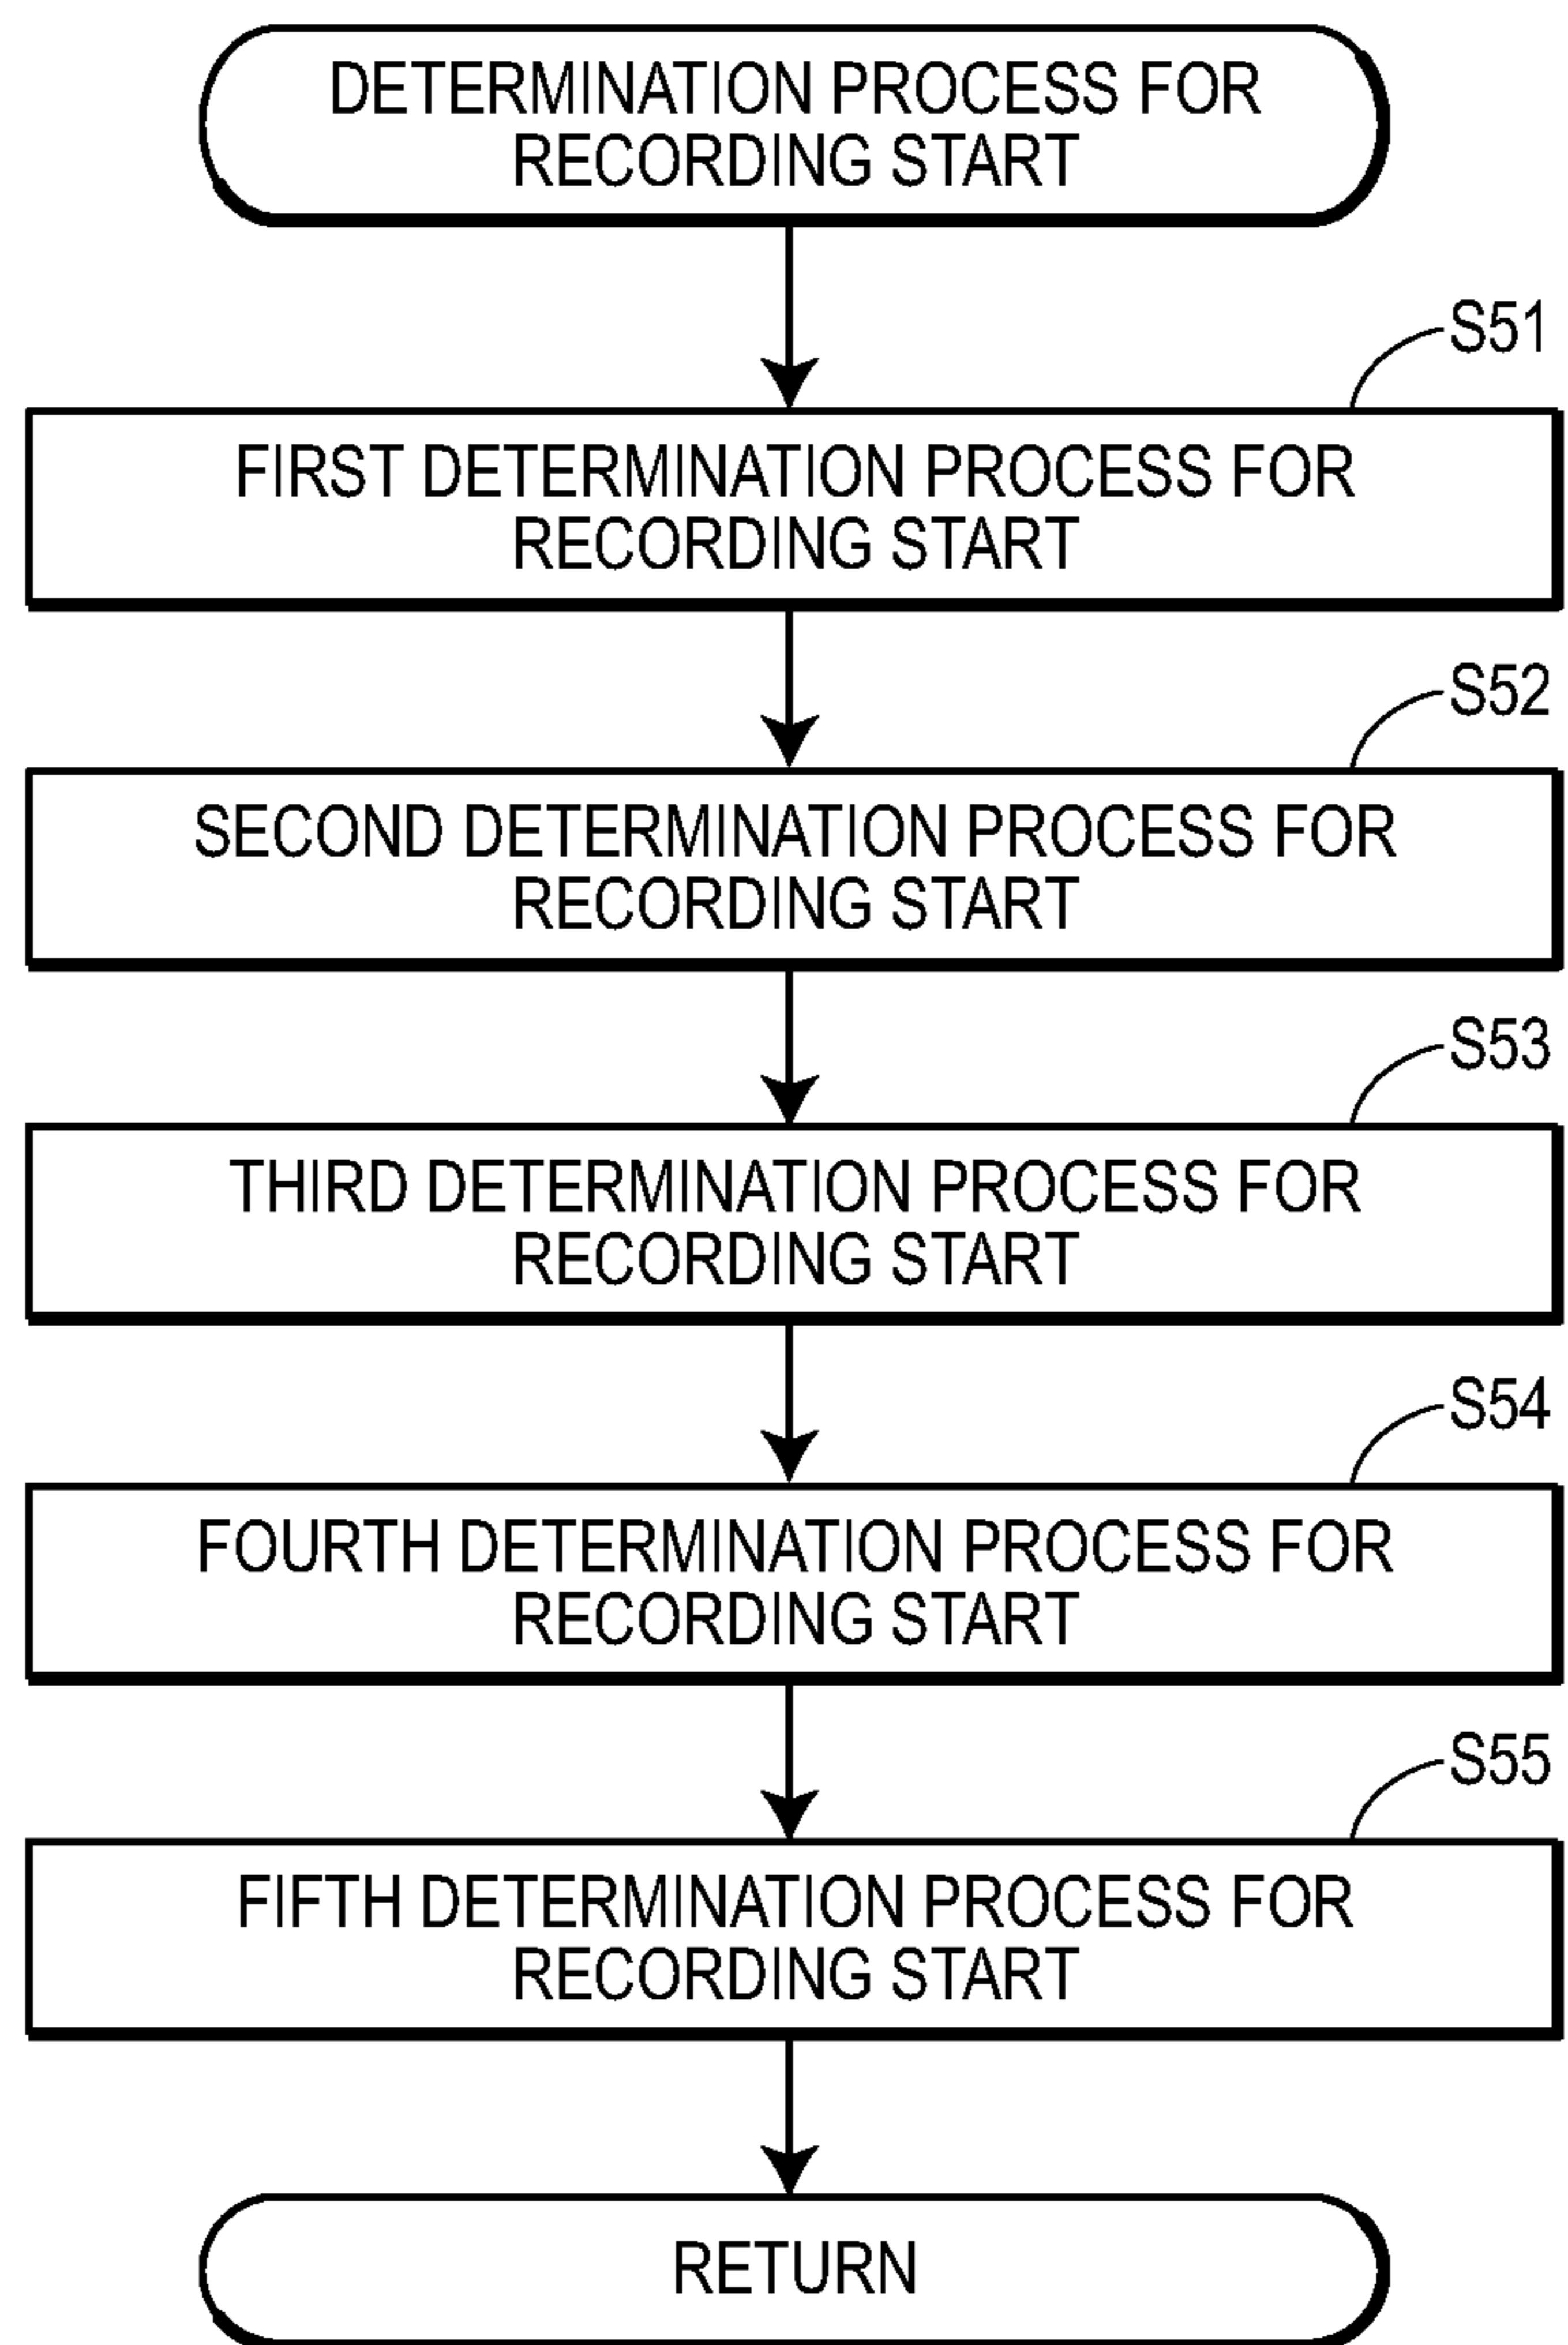 DETERMINATION PROCESS FOR
RECORDING START
S51
FIRST DETERMINATION PROCESS FOR
RECORDING START
S52
SECOND DETERMINATION PROCESS FOR
RECORDING START
S53
THIRD DETERMINATION PROCESS FOR
RECORDING START
S54
FOURTH DETERMINATION PROCESS FOR
RECORDING START
S55
FIFTH DETERMINATION PROCESS FOR
RECORDING START
RETURN